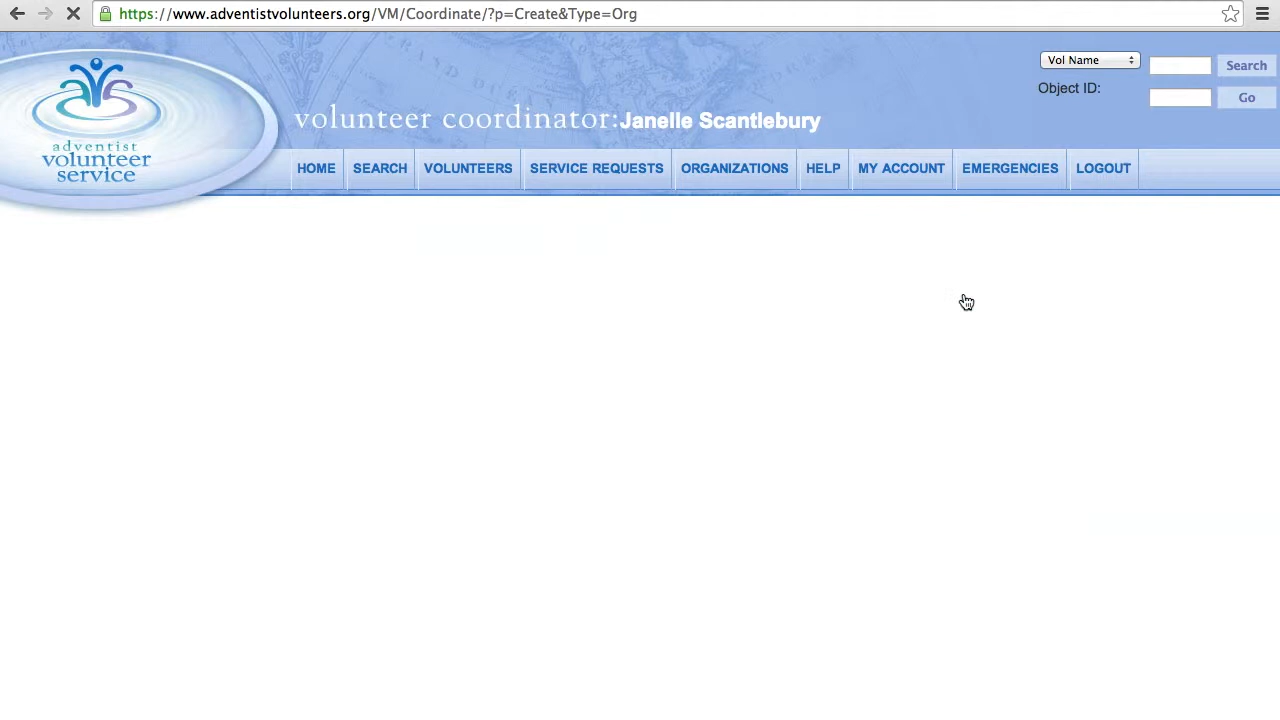 https://www.adventistvolunteers.org/VM/Coordinate/?p=Create&Type=Org
adventist
volunteer
service
volunteer coordinator:Janelle Scantlebury
Vol Name
Search
Object ID:
Go
HOME SEARCH VOLUNTEERS SERVICE REQUESTS ORGANIZATIONS HELP MY ACCOUNT EMERGENCIES LOGOUT